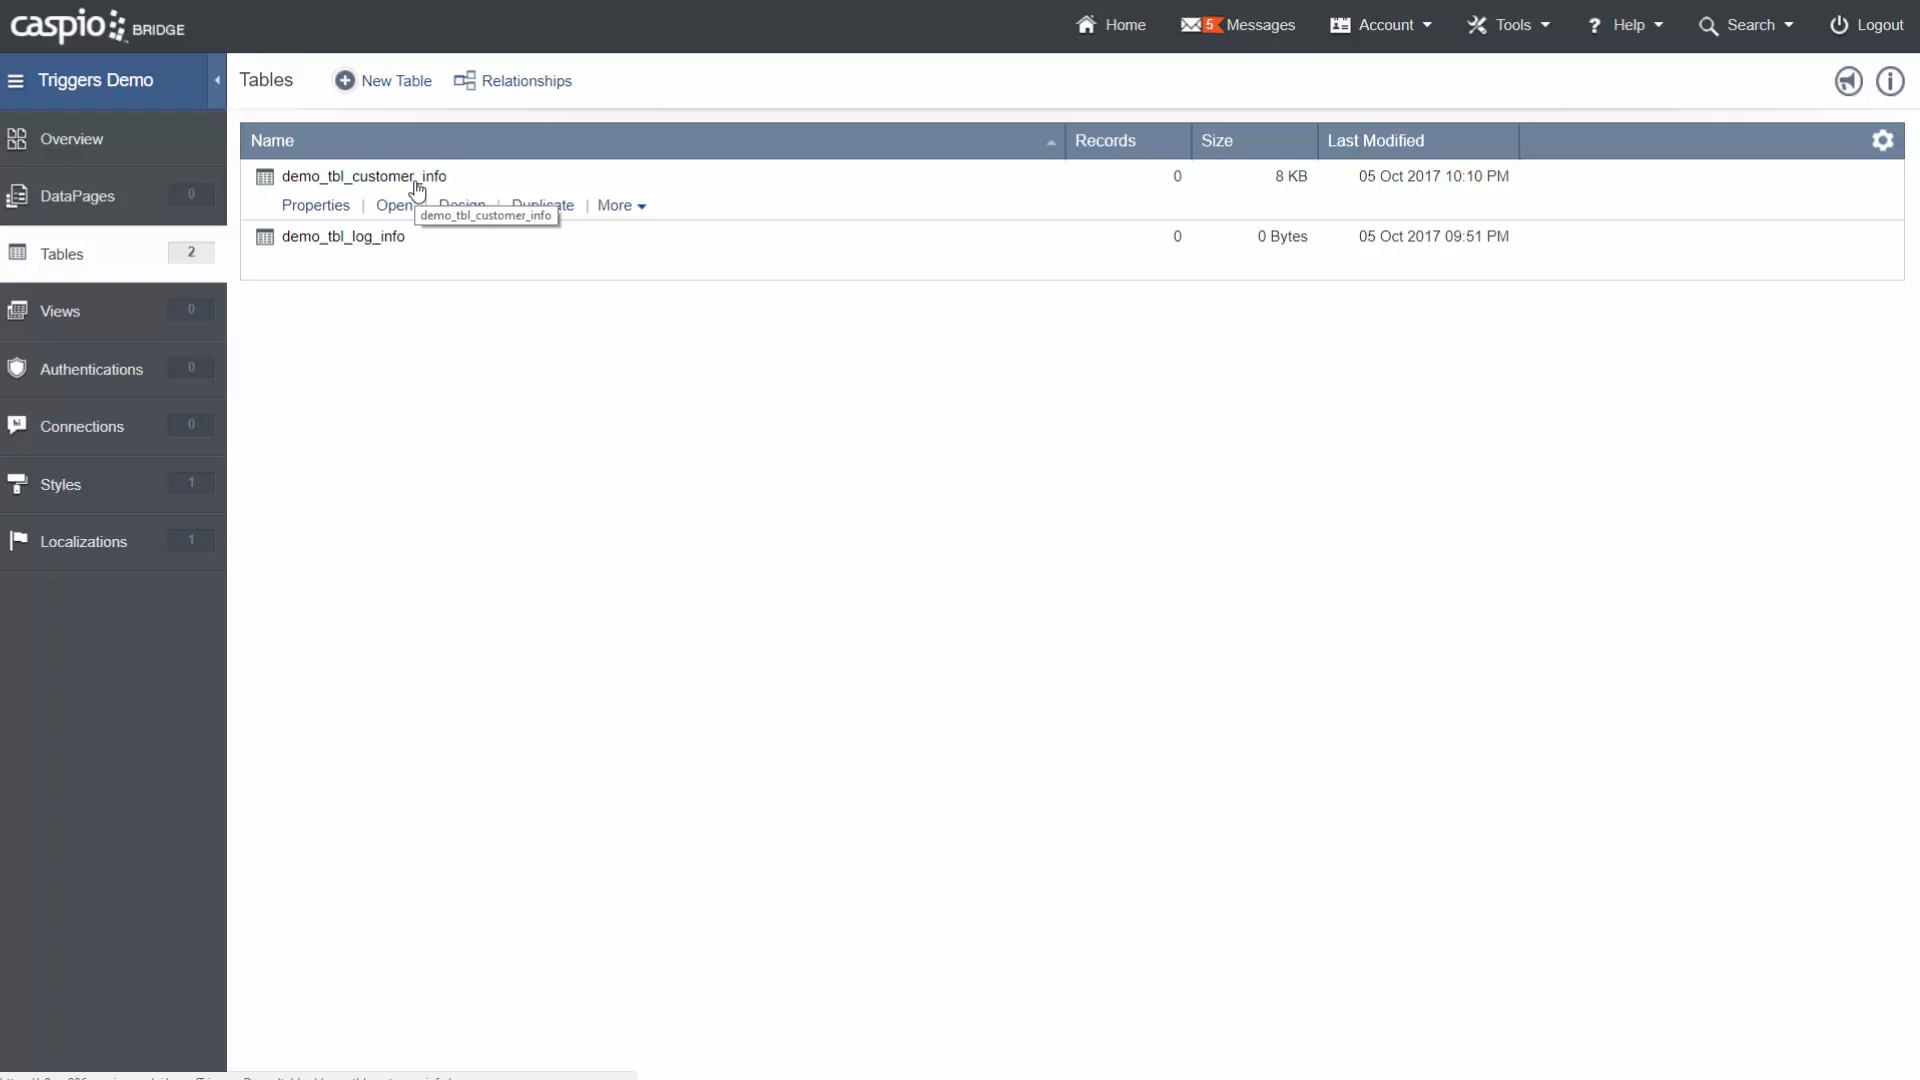 caspio BRIDGE
Home
5 Messages
Account
Tools
? Help
Search
Logout
Triggers Demo
Tables
New Table
Relationships
Overview
DataPages 0
Tables 2
Views 0
Authentications 0
Connections 0
Styles 1
Localizations 1
Name Records Size Last Modified
demo_tbl_customer_info 0 8 KB 05 Oct 2017 10:10 PM
Properties | Open | Design | Duplicate | More
demo_tbl_customer_info
demo_tbl_log_info 0 0 Bytes 05 Oct 2017 09:51 PM